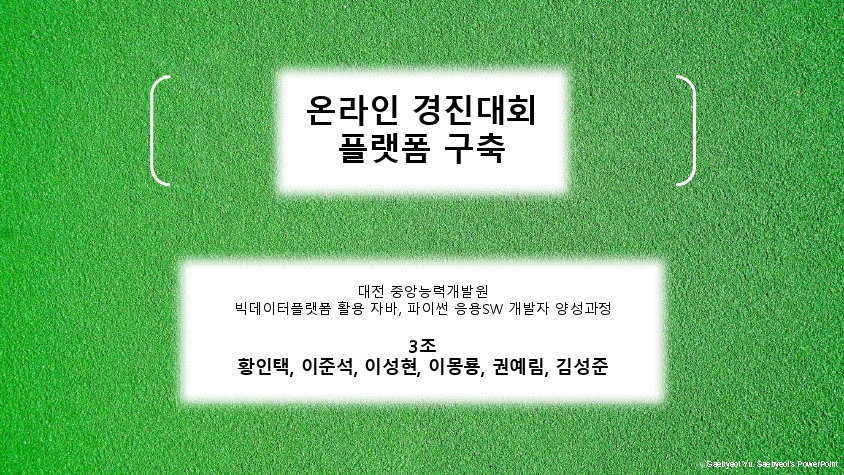 온라인 경진대회
플랫폼 구축
대전 중앙능력개발원
빅데이터플랫폼 활용 자바, 파이썬 응용SW 개발자 양성과정
3조
황인택, 이준석, 이성현, 이몽룡, 권예림, 김성준
Saebyeol Yu. Saebyeol's PowerPoint